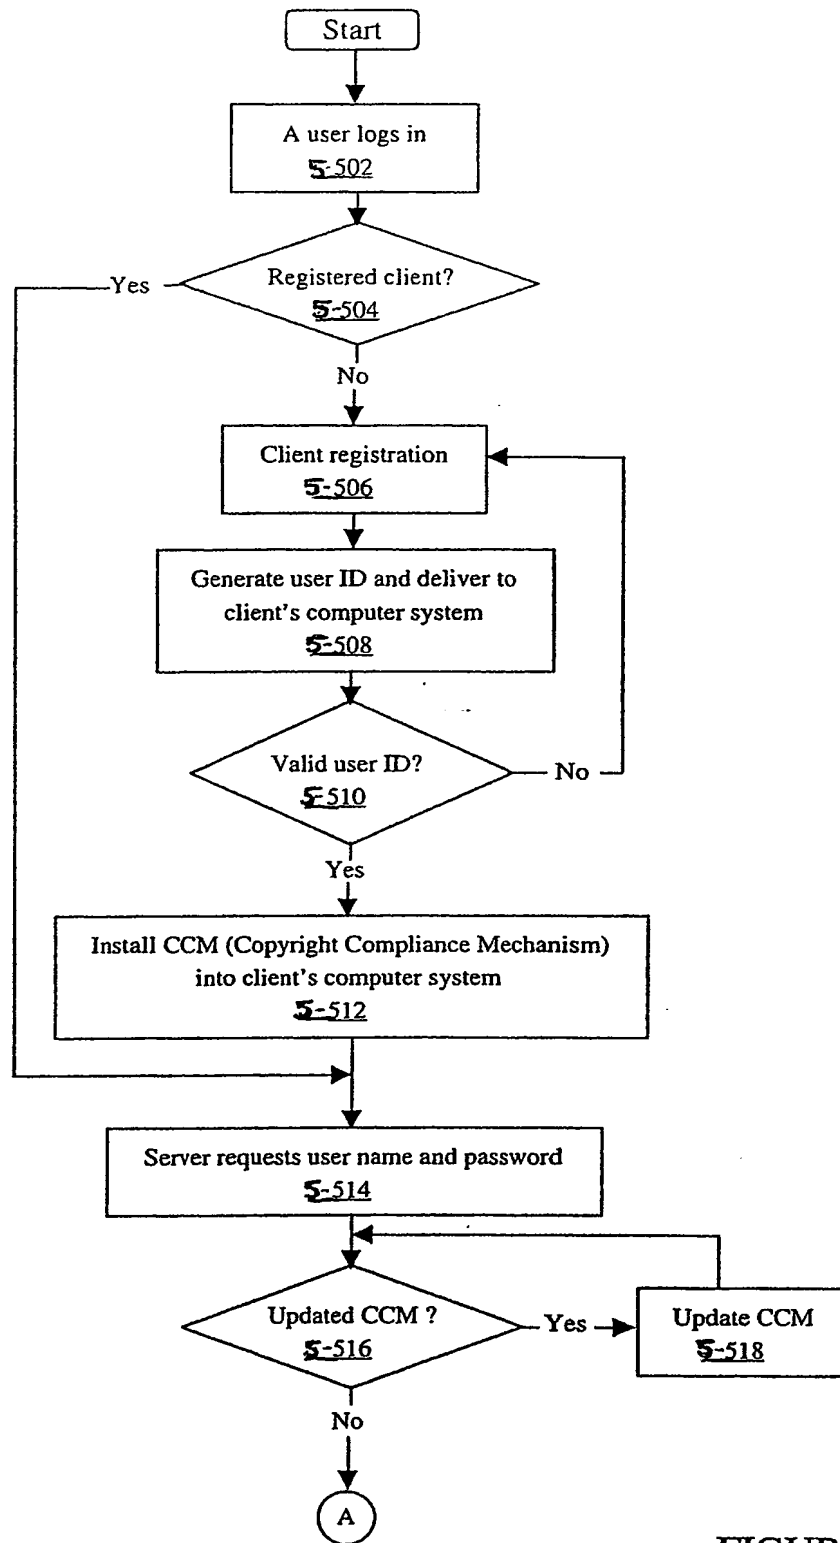 Start
A user logs in
5-502
Registered client?
5-504
Yes
No
Client registration
5-506
Generate user ID and deliver to
client's computer system
5-508
Valid user ID?
5-510
No
Yes
Install CCM (Copyright Compliance Mechanism)
into client's computer system
5-512
Server requests user name and password
5-514
Updated CCM ?
5-516
Yes
Update CCM
5-518
No
A